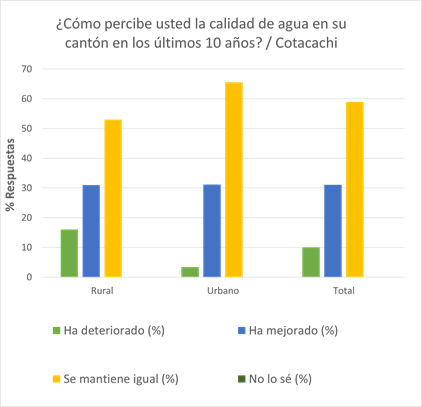 ¿Cómo percibe usted la calidad de agua en su
cantón en los últimos 10 años? / Cotacachi
% Respuestas
70
60
50
40
30
20
10
0
Rural
Urbano
Total
Ha deteriorado (%)
Ha mejorado (%)
Se mantiene igual (%)
No lo sé (%)